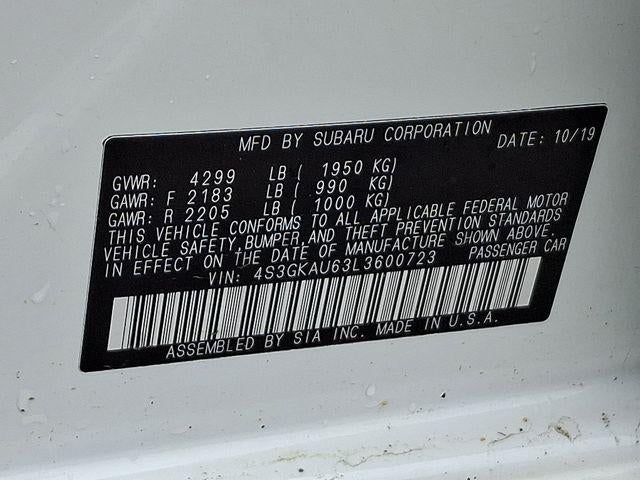 MFD BY SUBARU CORPORATION DATE: 10/19
GVWR: 4299 LB ( 1950 KG)
GAWR: F 2183 LB ( 990 KG)
GAWR: R 2205 LB ( 1000 KG)
THIS VEHICLE CONFORMS TO ALL APPLICABLE FEDERAL MOTOR
VEHICLE SAFETY, BUMPER, AND THEFT PREVENTION STANDARDS
IN EFFECT ON THE DATE OF MANUFACTURE SHOWN ABOVE.
VIN: 4S3GKAU63L3600723 PASSENGER CAR
ASSEMBLED BY SIA INC. MADE IN U.S.A.